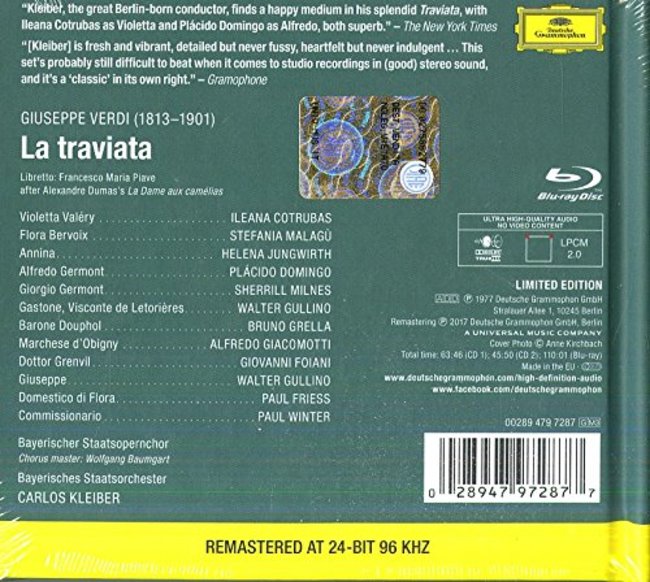 "Kleiber, the great Berlin-born conductor, finds a happy medium in his splendid Traviata, with
Ileana Cotrubas as Violetta and Plácido Domingo as Alfredo, both superb." – The New York Times
"[Kleiber] is fresh and vibrant, detailed but never fussy, heartfelt but never indulgent ... This
set's probably still difficult to beat when it comes to studio recordings in (good) stereo sound,
and it's a 'classic' in its own right." – Gramophone
Deutsche
Grammophon
GIUSEPPE VERDI (1813–1901)
La traviata
Libretto: Francesco Maria Piave
after Alexandre Dumas's La Dame aux camélias
Violetta Valéry ILEANA COTRUBAS
Flora Bervoix STEFANIA MALAGÙ
Annina HELENA JUNGWIRTH
Alfredo Germont PLÁCIDO DOMINGO
Giorgio Germont SHERRILL MILNES
Gastone, Visconte de Letorières WALTER GULLINO
Barone Douphol BRUNO GRELLA
Marchese d'Obigny ALFREDO GIACOMOTTI
Dottor Grenvil GIOVANNI FOIANI
Giuseppe WALTER GULLINO
Domestico di Flora PAUL FRIESS
Commissionario PAUL WINTER
Bayerischer Staatsopernchor
Chorus master: Wolfgang Baumgart
Bayerisches Staatsorchester
CARLOS KLEIBER
Blu-ray Disc
ULTRA HIGH-QUALITY AUDIO
NO VIDEO CONTENT
LPCM
2.0
LIMITED EDITION
ADD ℗ 1977 Deutsche Grammophon GmbH
Stralauer Allee 1, 10245 Berlin
Remastering ℗ 2017 Deutsche Grammophon GmbH, Berlin
A UNIVERSAL MUSIC COMPANY
Cover Photo © Anne Kirchbach
Total time: 63:46 (CD 1); 45:50 (CD 2); 110:01 (Blu-ray)
Made in the EU
www.deutschegrammophon.com/high-definition-audio
www.facebook.com/deutschegrammophon
00289 479 7287 GM3
0 28947 97287 7
REMASTERED AT 24-BIT 96 KHZ